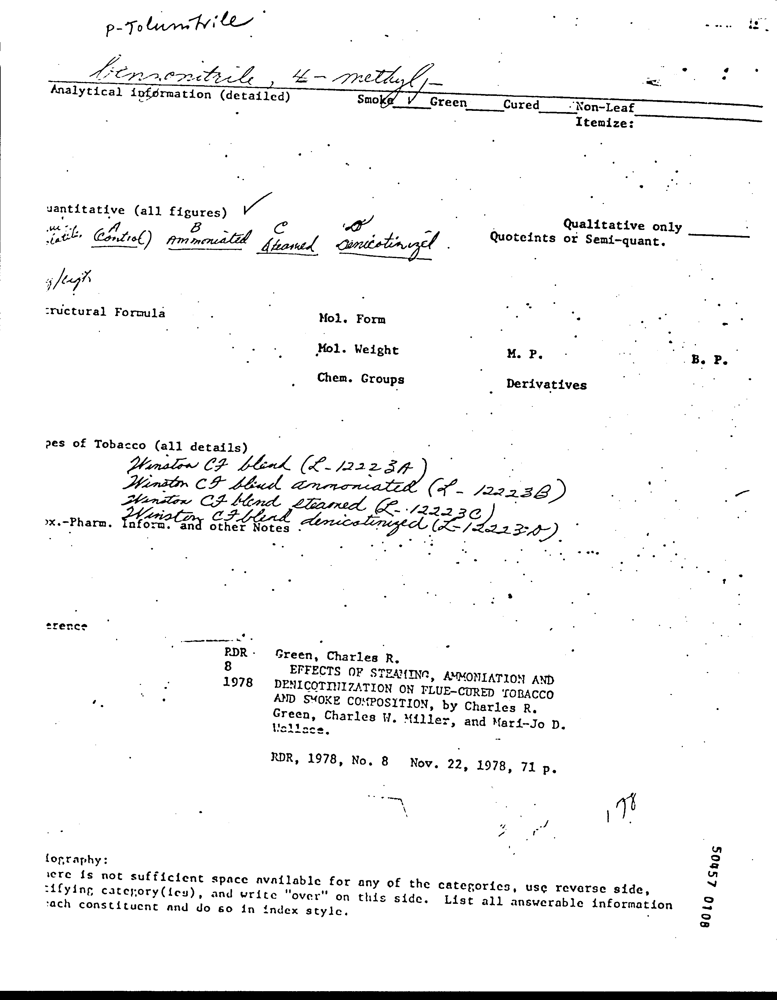 p-Tolunitrile
benzonitrile, 4-methyl,-
Analytical information (detailed) Smoke ✓ Green Cured Non-Leaf
Itemize:
uantitative (all figures) ✓
Qualitative only
A B C D
(Control) Ammoniated Steamed Denicotinized
Quoteints or Semi-quant.
ructural Formula
Mol. Form
Mol. Weight M. P. B. P.
Chem. Groups Derivatives
pes of Tobacco (all details)
Winston CF blend (L-12223A)
Winston CF blend ammoniated (L-12223B)
Winston CF blend steamed (L-12223C)
Winston CF blend denicotinized (L-12223-D)
ox.-Pharm. Inform. and other Notes
erence
RDR Green, Charles R.
8 EFFECTS OF STEAMING, AMMONIATION AND
1978 DENICOTINIZATION ON FLUE-CURED TOBACCO
AND SMOKE COMPOSITION, by Charles R.
Green, Charles W. Miller, and Mari-Jo D.
Wallace.
RDR, 1978, No. 8 Nov. 22, 1978, 71 p.
iography:
here is not sufficient space available for any of the categories, use reverse side,
tifying category(ies), and write "over" on this side. List all answerable information
each constituent and do so in index style.
50457 0108